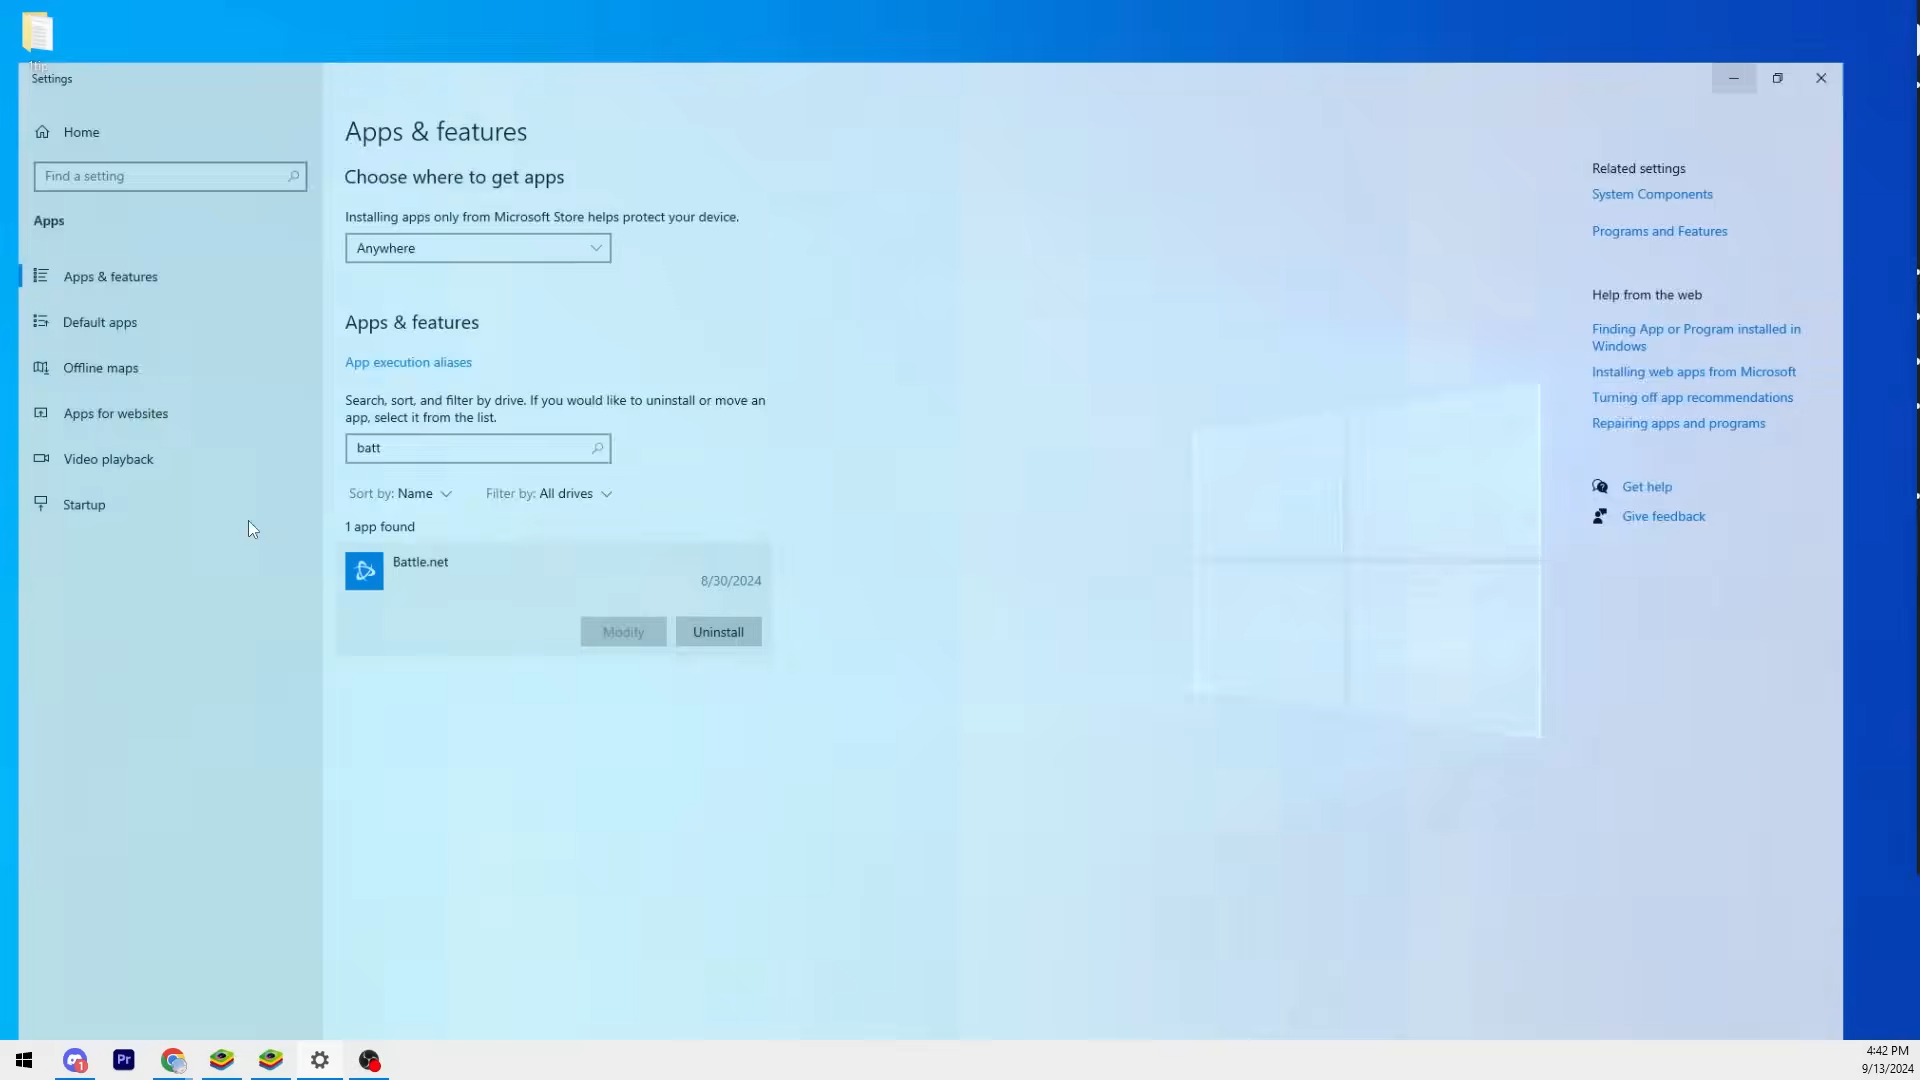 Settings
Home
Find a setting
Apps
Apps & features
Default apps
Offline maps
Apps for websites
Video playback
Startup
Apps & features
Choose where to get apps
Installing apps only from Microsoft Store helps protect your device.
Anywhere
Apps & features
App execution aliases
Search, sort, and filter by drive. If you would like to uninstall or move an
app, select it from the list.
batt
Sort by: Name
Filter by: All drives
1 app found
Battle.net
8/30/2024
Modify
Uninstall
Related settings
System Components
Programs and Features
Help from the web
Finding App or Program installed in
Windows
Installing web apps from Microsoft
Turning off app recommendations
Repairing apps and programs
Get help
Give feedback
1
Pr
4:42 PM
9/13/2024